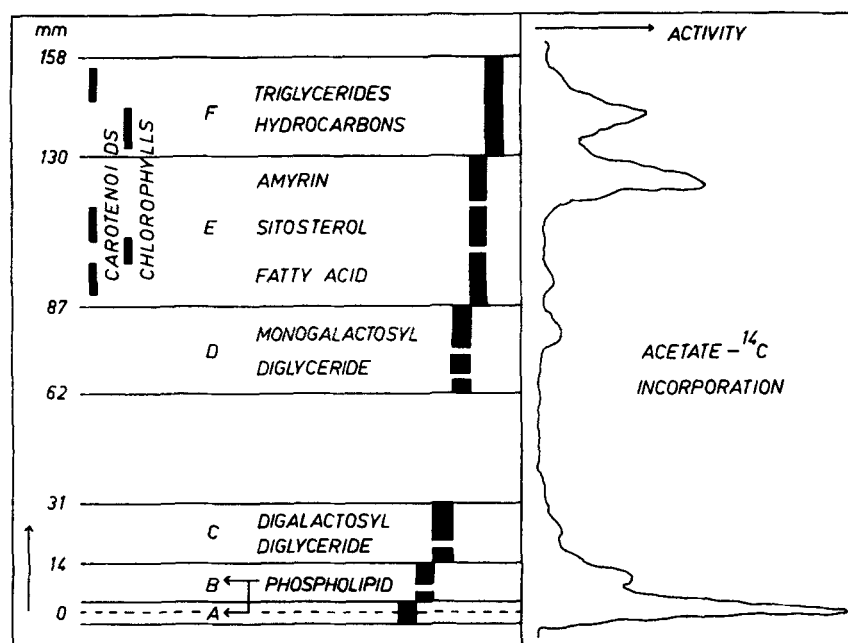 mm
158
130
87
62
31
14
0
CAROTENOIDS
CHLOROPHYLLS
F
TRIGLYCERIDES
HYDROCARBONS
E
AMYRIN
SITOSTEROL
FATTY ACID
D
MONOGALACTOSYL
DIGLYCERIDE
C
DIGALACTOSYL
DIGLYCERIDE
B
PHOSPHOLIPID
A
ACTIVITY
ACETATE – ¹⁴C
INCORPORATION